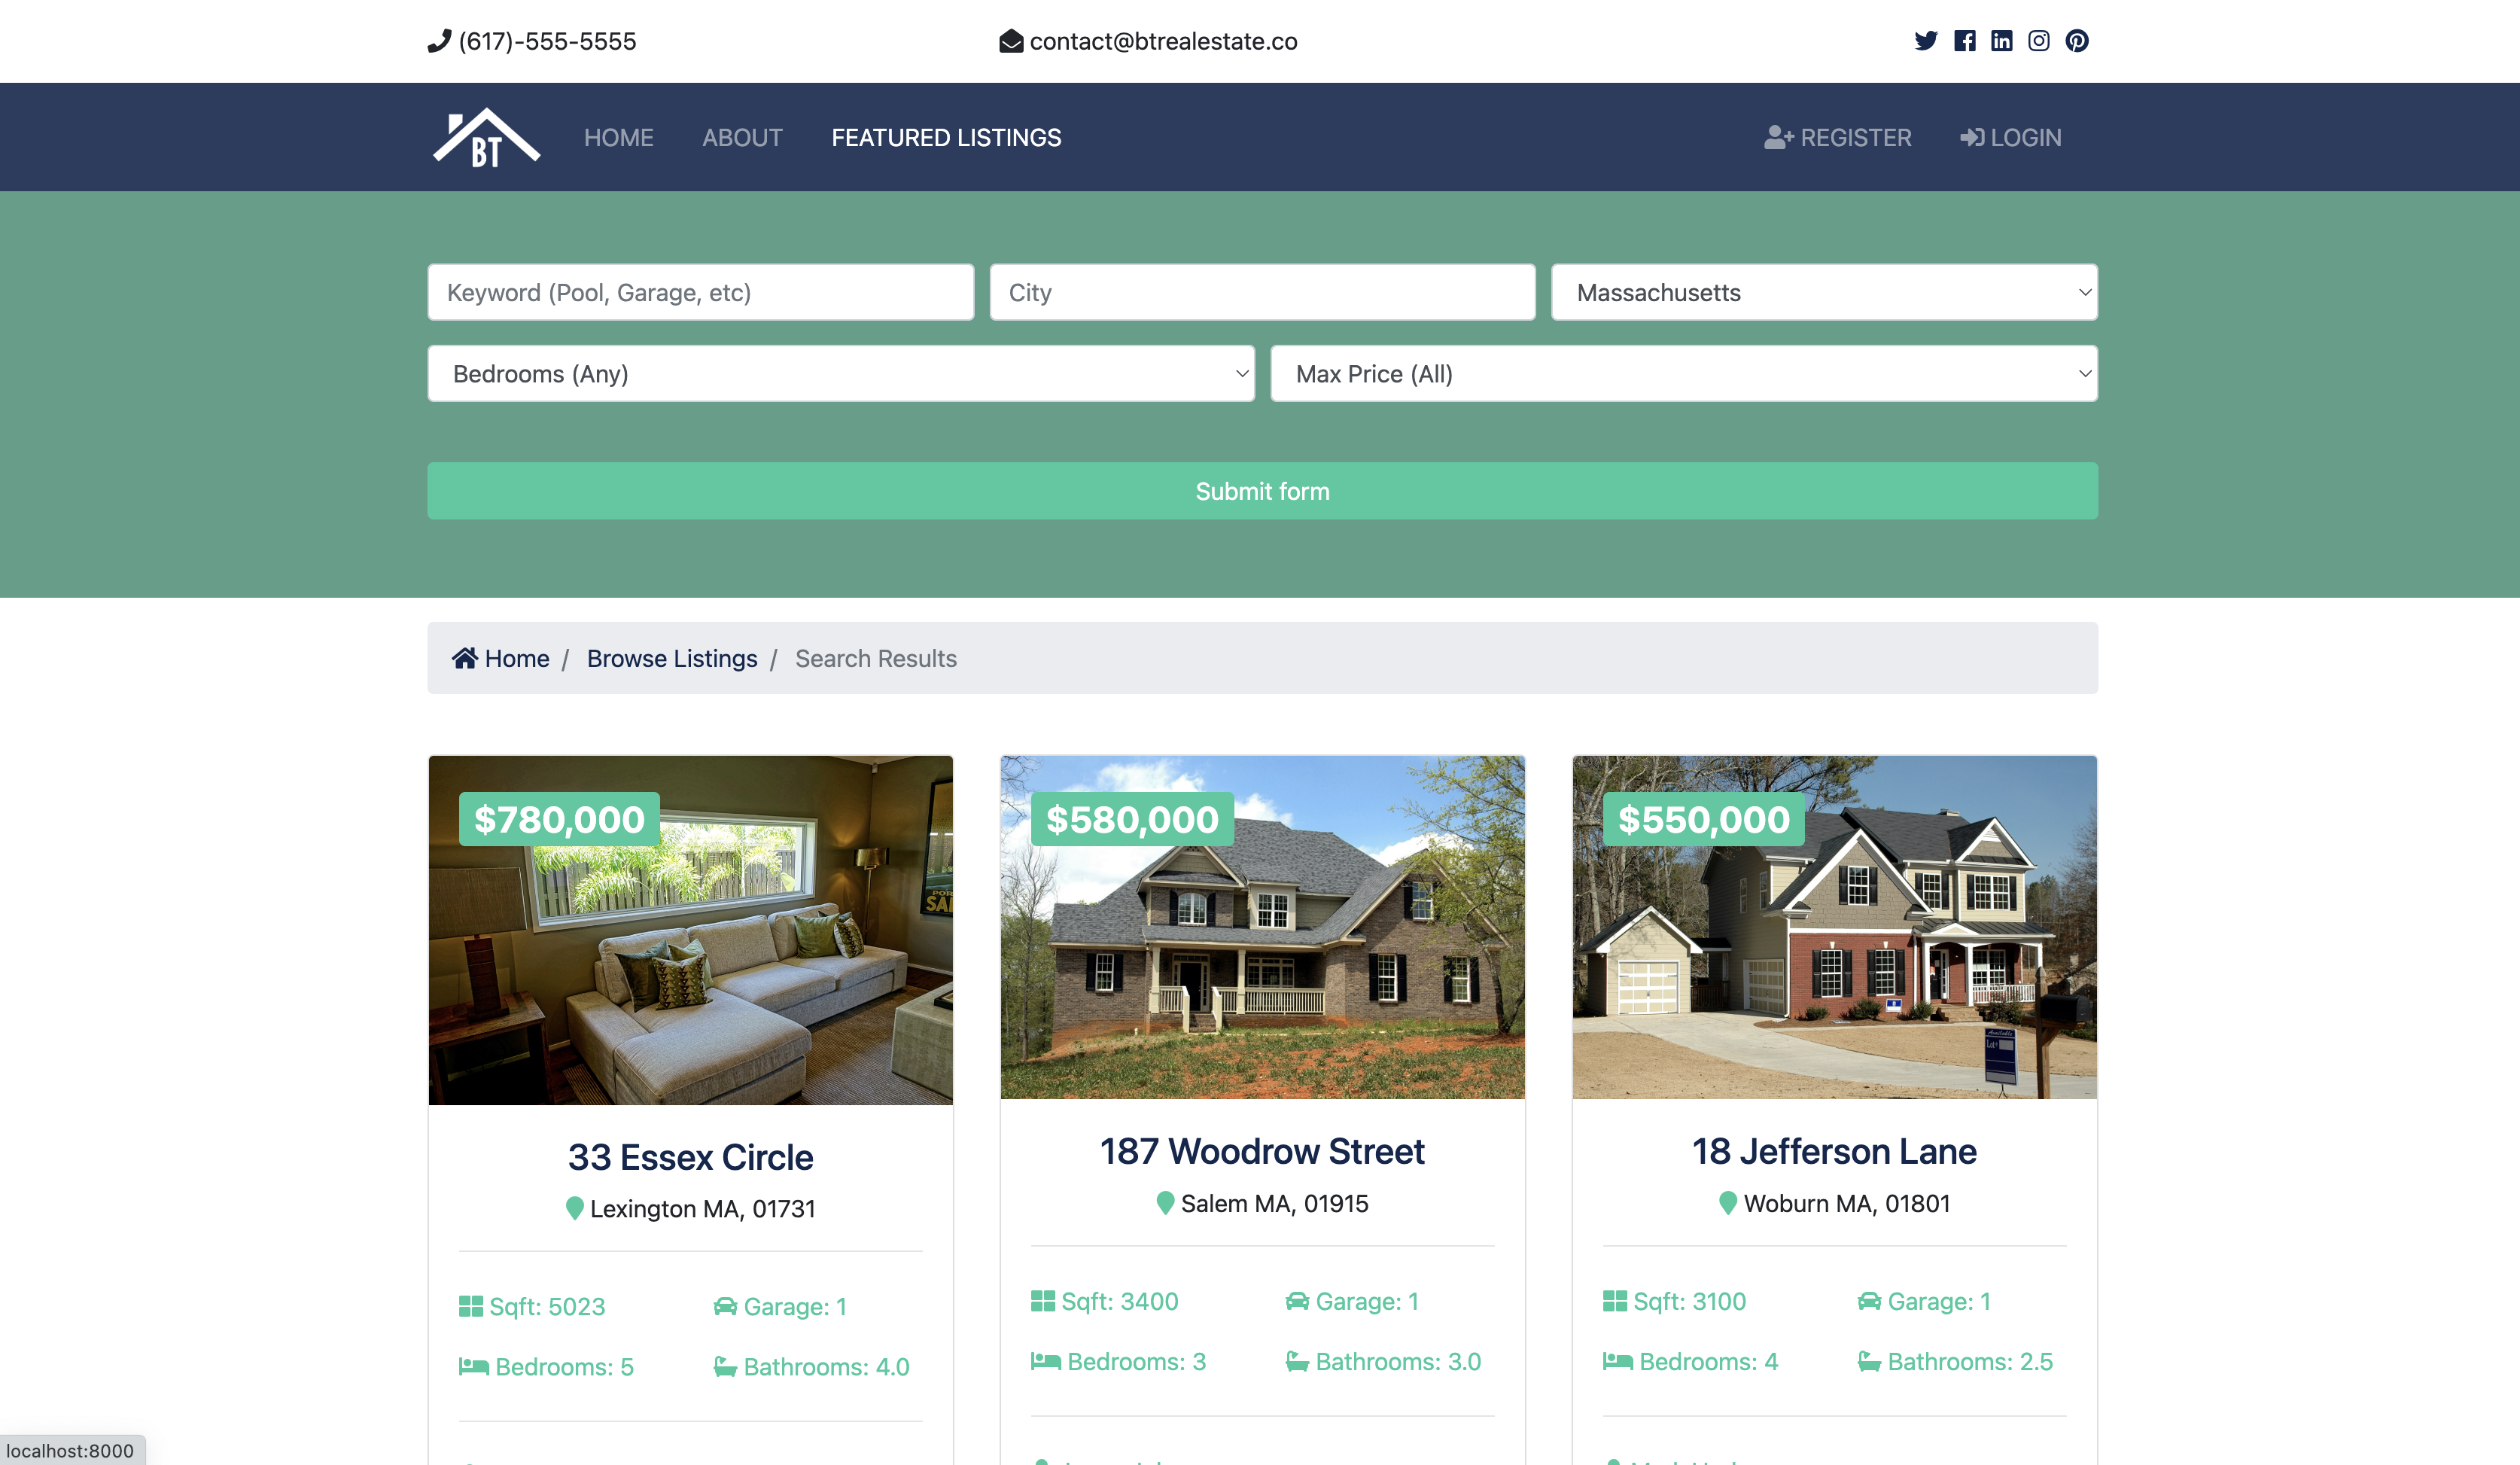 (617)-555-5555
contact@btrealestate.co
BT
HOME
ABOUT
FEATURED LISTINGS
REGISTER
LOGIN
Keyword (Pool, Garage, etc)
City
Massachusetts
Bedrooms (Any)
Max Price (All)
Submit form
Home / Browse Listings / Search Results
$780,000
33 Essex Circle
Lexington MA, 01731
Sqft: 5023
Garage: 1
Bedrooms: 5
Bathrooms: 4.0
$580,000
187 Woodrow Street
Salem MA, 01915
Sqft: 3400
Garage: 1
Bedrooms: 3
Bathrooms: 3.0
$550,000
18 Jefferson Lane
Woburn MA, 01801
Sqft: 3100
Garage: 1
Bedrooms: 4
Bathrooms: 2.5
localhost:8000